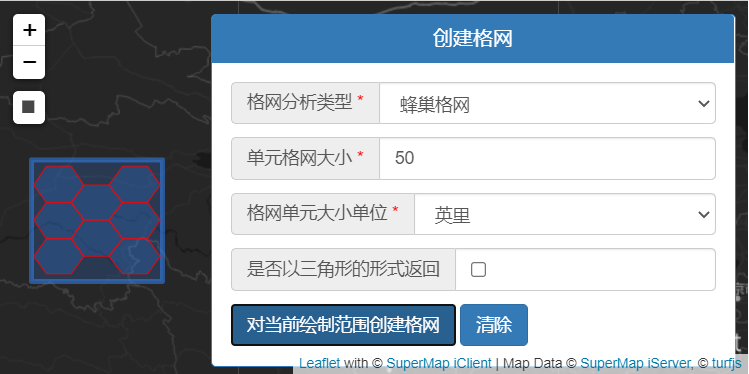 +
创建格网
−
格网分析类型 * 蜂巢格网
单元格网大小 * 50
格网单元大小单位 * 英里
是否以三角形的形式返回
对当前绘制范围创建格网 清除
Leaflet with © SuperMap iClient | Map Data © SuperMap iServer, © turfjs